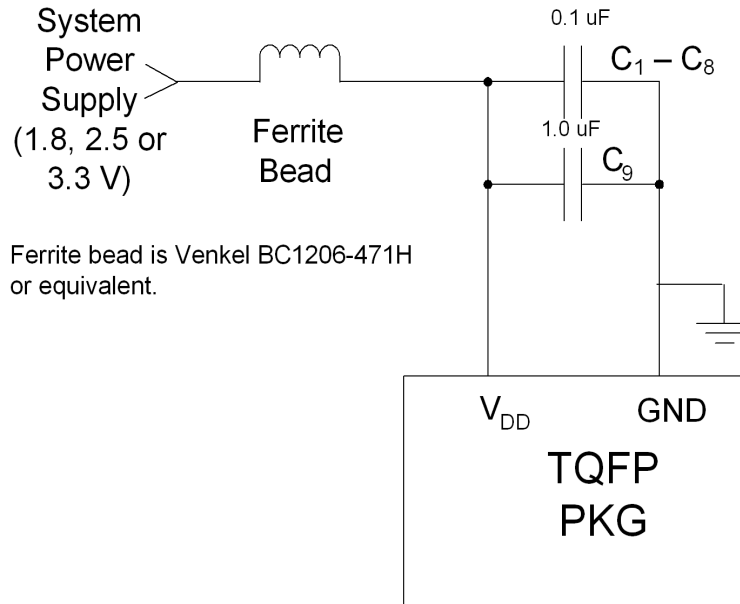 System
Power
Supply
(1.8, 2.5 or
3.3 V)
Ferrite
Bead
0.1 uF
C1 – C8
1.0 uF
C9
Ferrite bead is Venkel BC1206-471H
or equivalent.
VDD
GND
TQFP
PKG